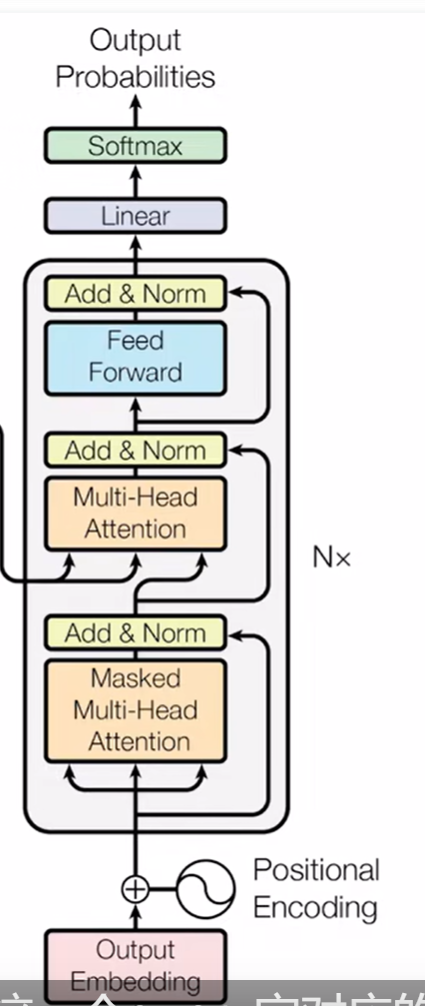 Output
Probabilities
Softmax
Linear
Add & Norm
Feed
Forward
Add & Norm
Multi-Head
Attention
N×
Add & Norm
Masked
Multi-Head
Attention
Positional
Encoding
Output
Embedding